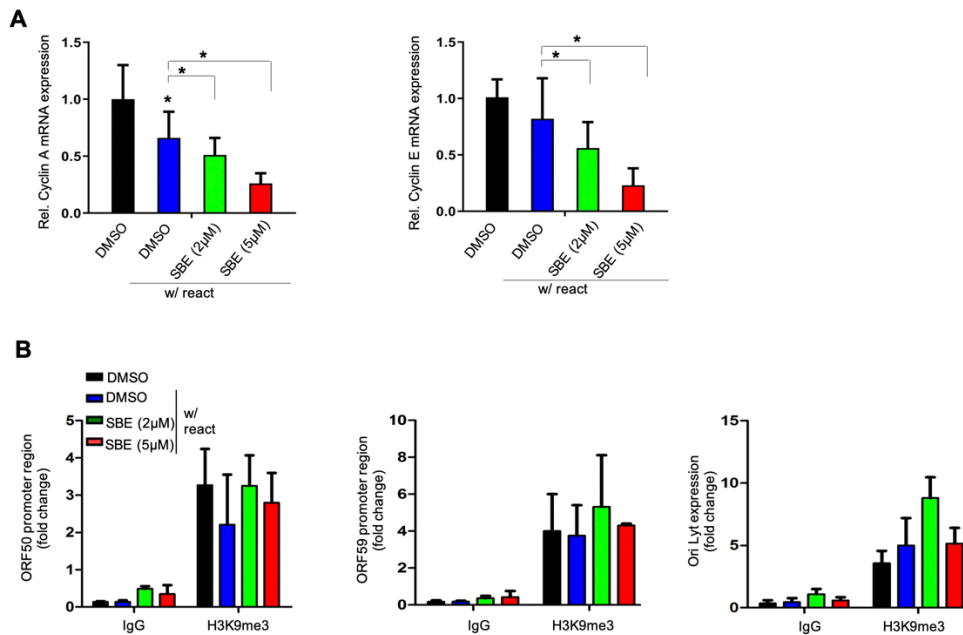 A
Rel. Cyclin A mRNA expression
1.5
1.0
0.5
0.0
*
*
*
DMSO
DMSO
SBE (2µM)
SBE (5µM)
w/ react
Rel. Cyclin E mRNA expression
1.5
1.0
0.5
0.0
*
*
DMSO
DMSO
SBE (2µM)
SBE (5µM)
w/ react
B
DMSO
DMSO
SBE (2µM)
SBE (5µM)
w/
react
ORF50 promoter region
(fold change)
5
4
3
2
1
0
IgG
H3K9me3
ORF59 promoter region
(fold change)
10
8
6
4
2
0
IgG
H3K9me3
Ori Lyt expression
(fold change)
15
10
5
0
IgG
H3K9me3